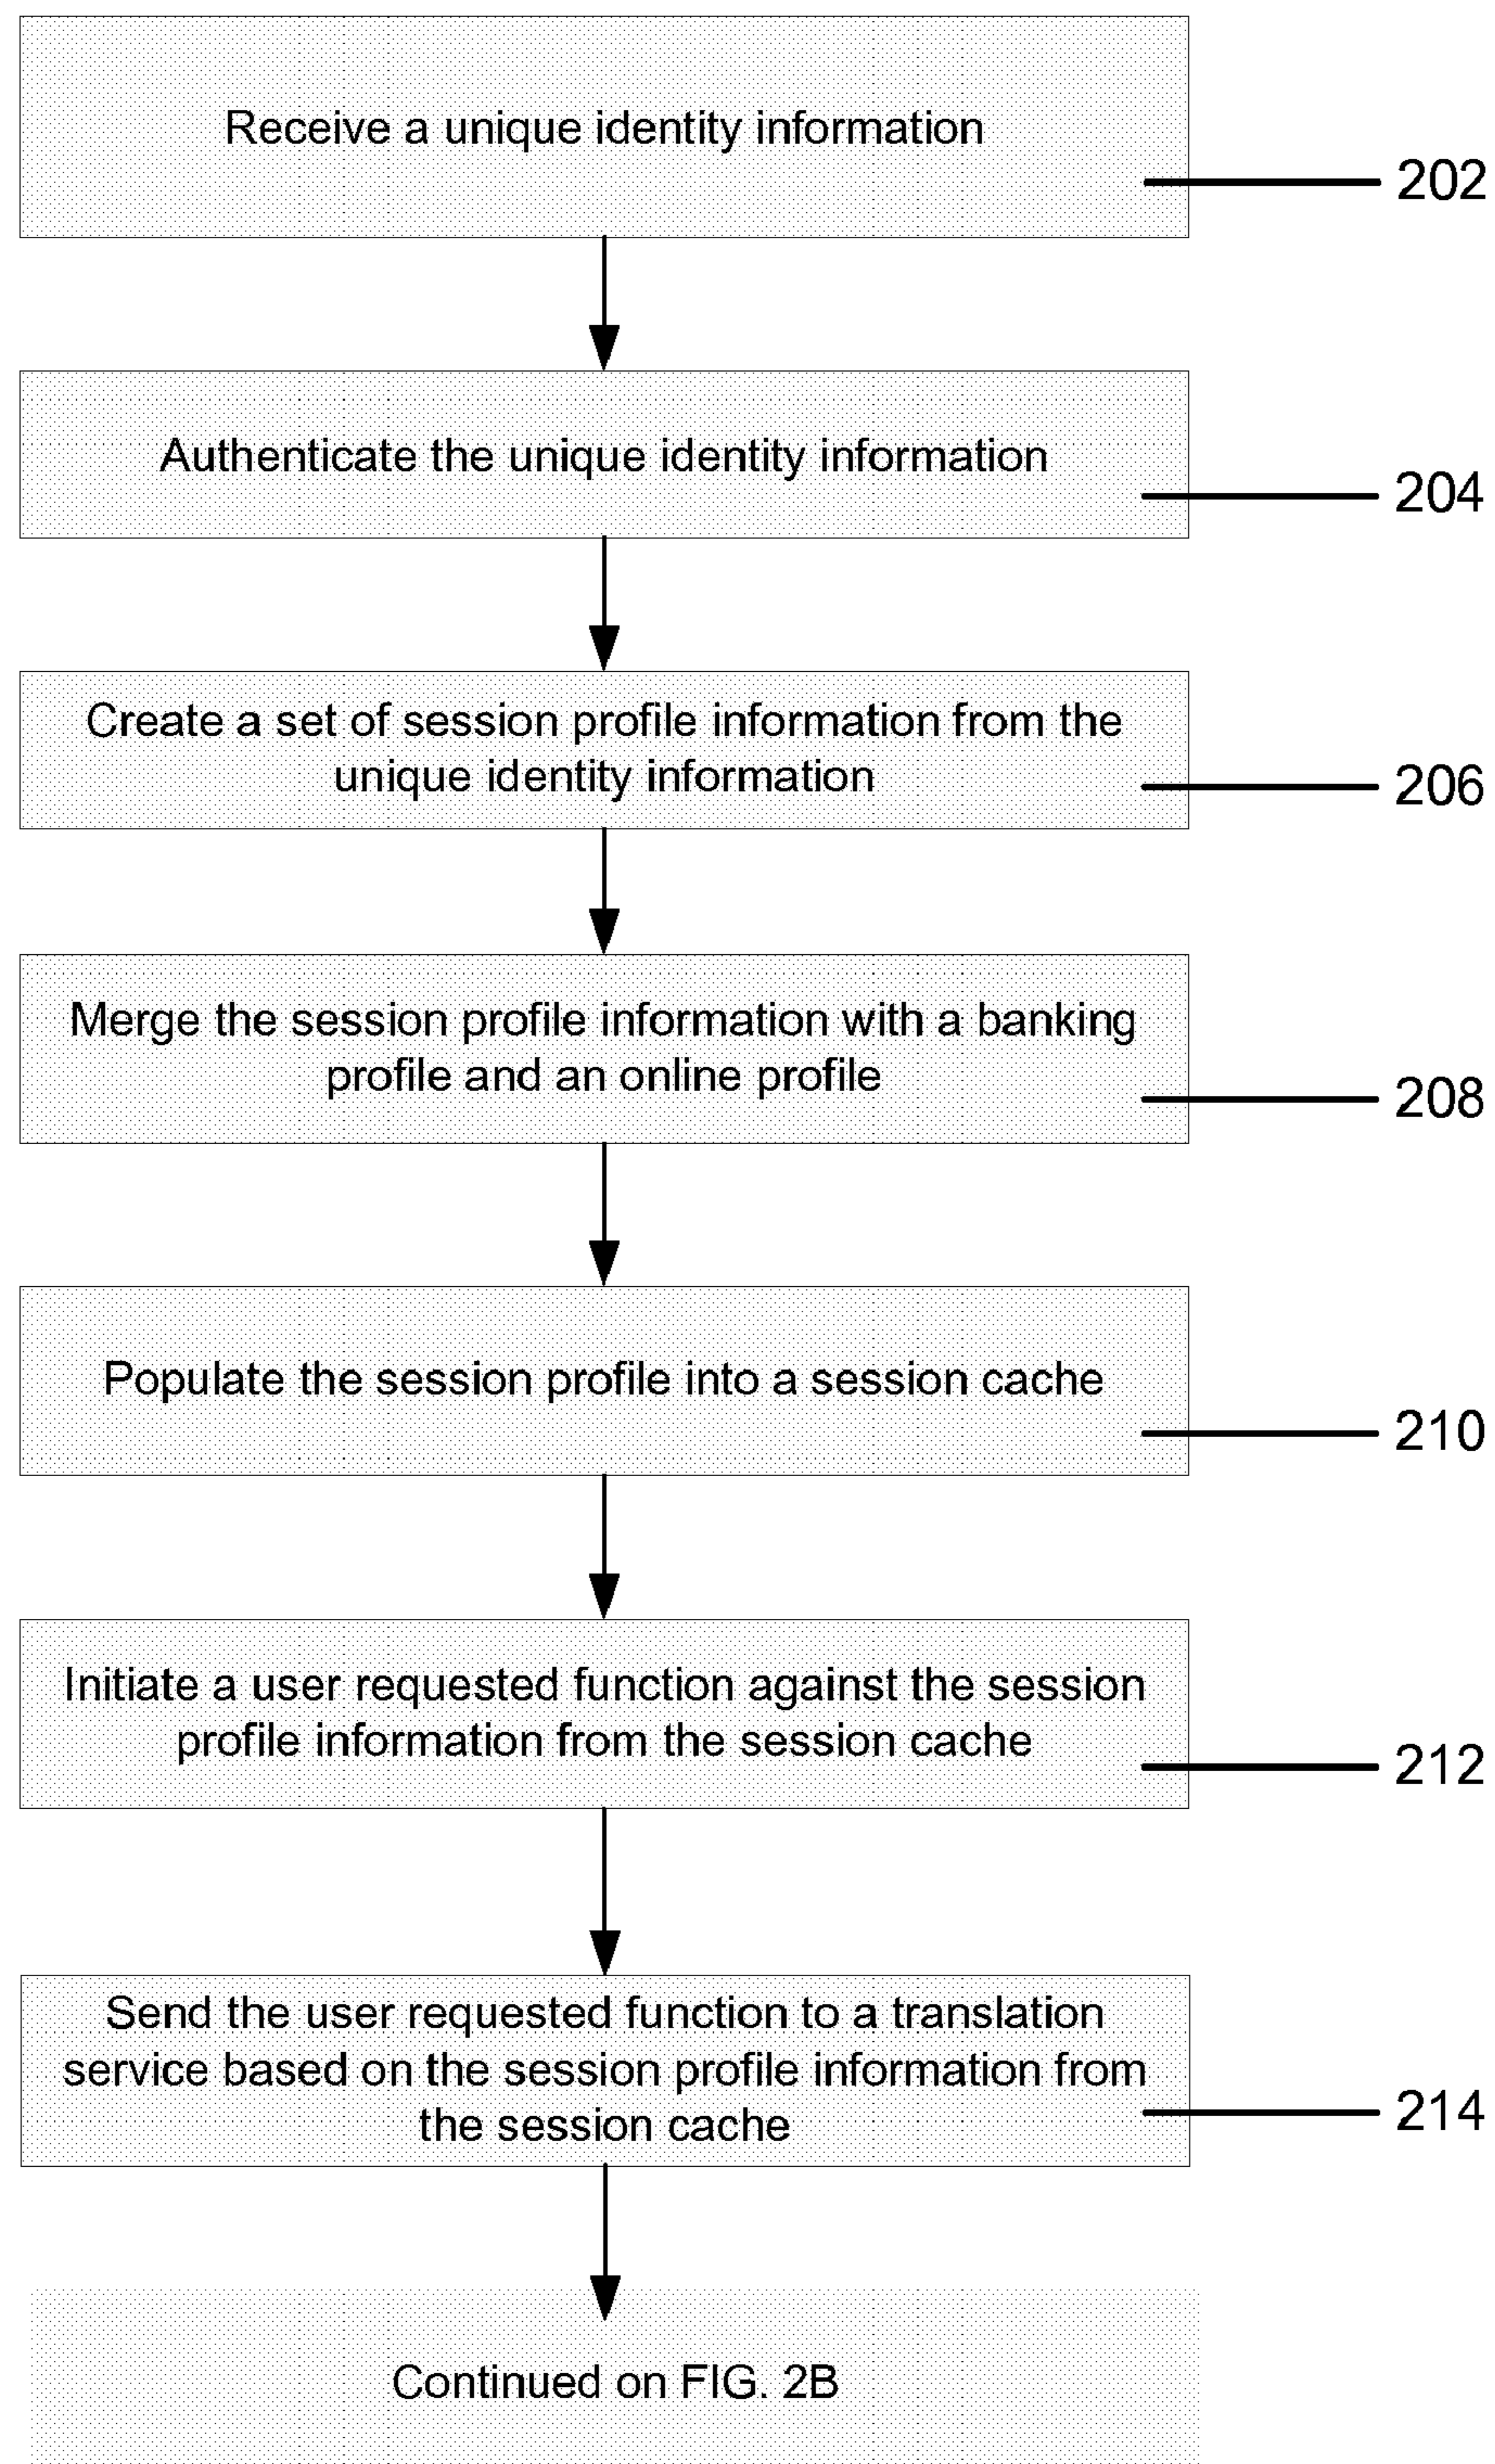 Receive a unique identity information
202
Authenticate the unique identity information
204
Create a set of session profile information from the
unique identity information
206
Merge the session profile information with a banking
profile and an online profile
208
Populate the session profile into a session cache
210
Initiate a user requested function against the session
profile information from the session cache
212
Send the user requested function to a translation
service based on the session profile information from
the session cache
214
Continued on FIG. 2B